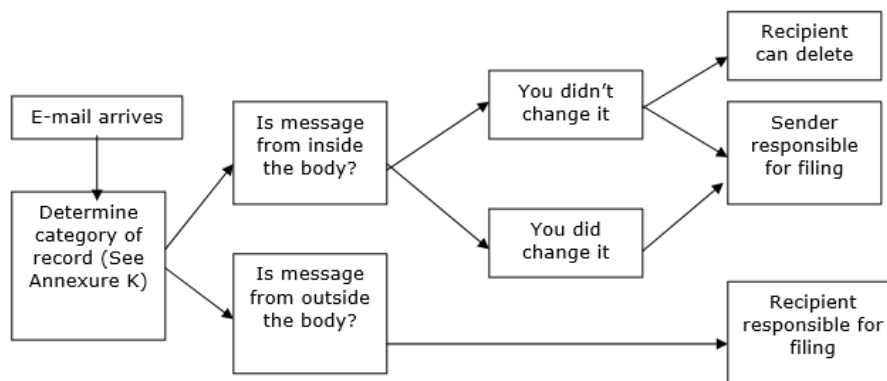 E-mail arrives
Determine
category of
record (See
Annexure K)
Is message
from inside
the body?
Is message
from outside
the body?
You didn't
change it
You did
change it
Recipient
can delete
Sender
responsible
for filing
Recipient
responsible for
filing